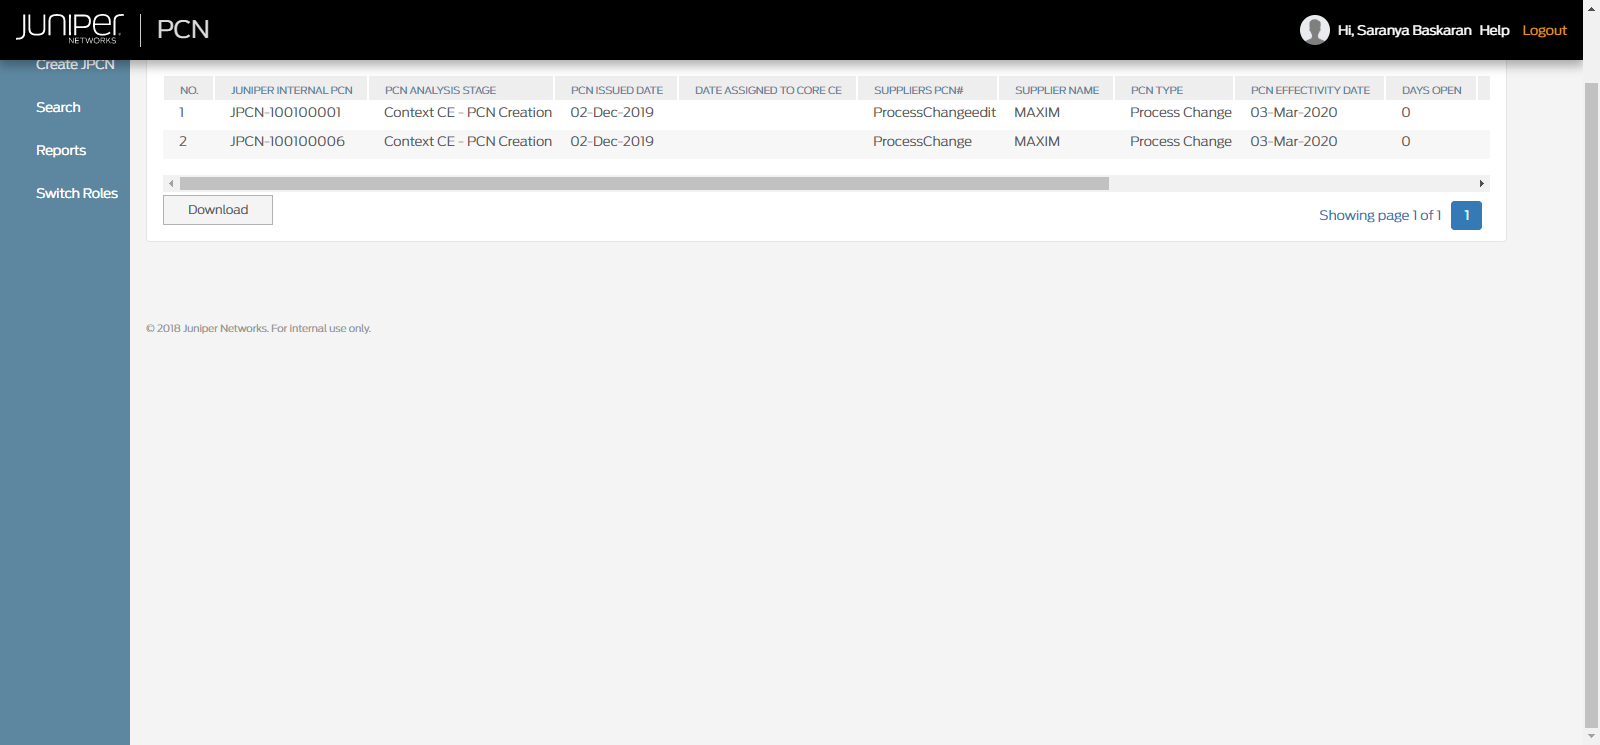 JUNIPEr
NETWORKS
PCN
Hi, Saranya Baskaran Help Logout
Create JPCN
Search
Reports
Switch Roles
NO. JUNIPER INTERNAL PCN PCN ANALYSIS STAGE PCN ISSUED DATE DATE ASSIGNED TO CORE CE SUPPLIERS PCN# SUPPLIER NAME PCN TYPE PCN EFFECTIVITY DATE DAYS OPEN
1 JPCN-100100001 Context CE - PCN Creation 02-Dec-2019 ProcessChangeedit MAXIM Process Change 03-Mar-2020 0
2 JPCN-100100006 Context CE - PCN Creation 02-Dec-2019 ProcessChange MAXIM Process Change 03-Mar-2020 0
Download
Showing page 1 of 1 1
© 2018 Juniper Networks. For internal use only.